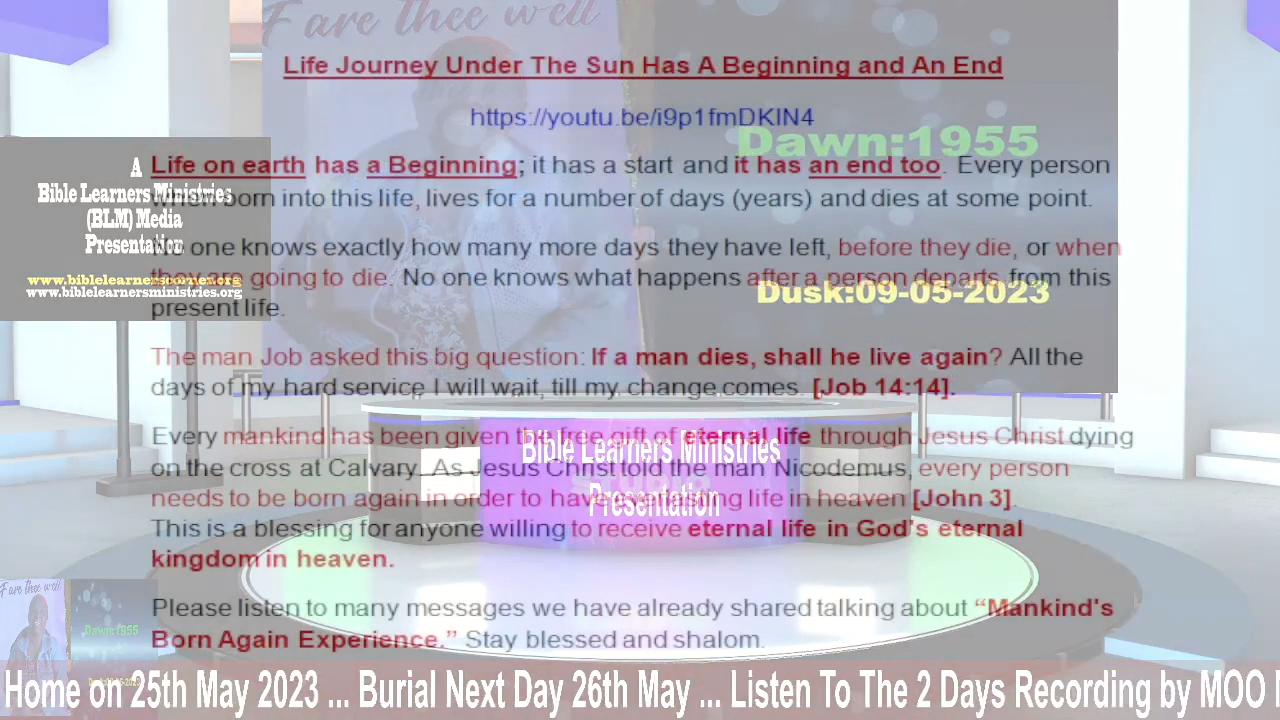 Fare thee well
Life Journey Under The Sun Has A Beginning and An End
https://youtu.be/i9p1fmDKIN4
Dawn:1955
Life on earth has a Beginning; it has a start and it has an end too. Every person
when born into this life, lives for a number of days (years) and dies at some point.
A
Bible Learners Ministries
(BLM) Media
Presentation
www.biblelearnerscorner.org
www.biblelearnersministries.org
No one knows exactly how many more days they have left, before they die, or when
they are going to die. No one knows what happens after a person departs from this
present life.
Dusk:09-05-2023
The man Job asked this big question: If a man dies, shall he live again? All the
days of my hard service I will wait, till my change comes. [Job 14:14].
Every mankind has been given the free gift of eternal life through Jesus Christ dying
on the cross at Calvary. As Jesus Christ told the man Nicodemus, every person
needs to be born again in order to have everlasting life in heaven [John 3].
This is a blessing for anyone willing to receive eternal life in God's eternal
kingdom in heaven.
Bible Learners Ministries
Presentation
Please listen to many messages we have already shared talking about “Mankind's
Born Again Experience.” Stay blessed and shalom.
Fare thee well
Dawn:1955
Home on 25th May 2023 ... Burial Next Day 26th May ... Listen To The 2 Days Recording by MOO